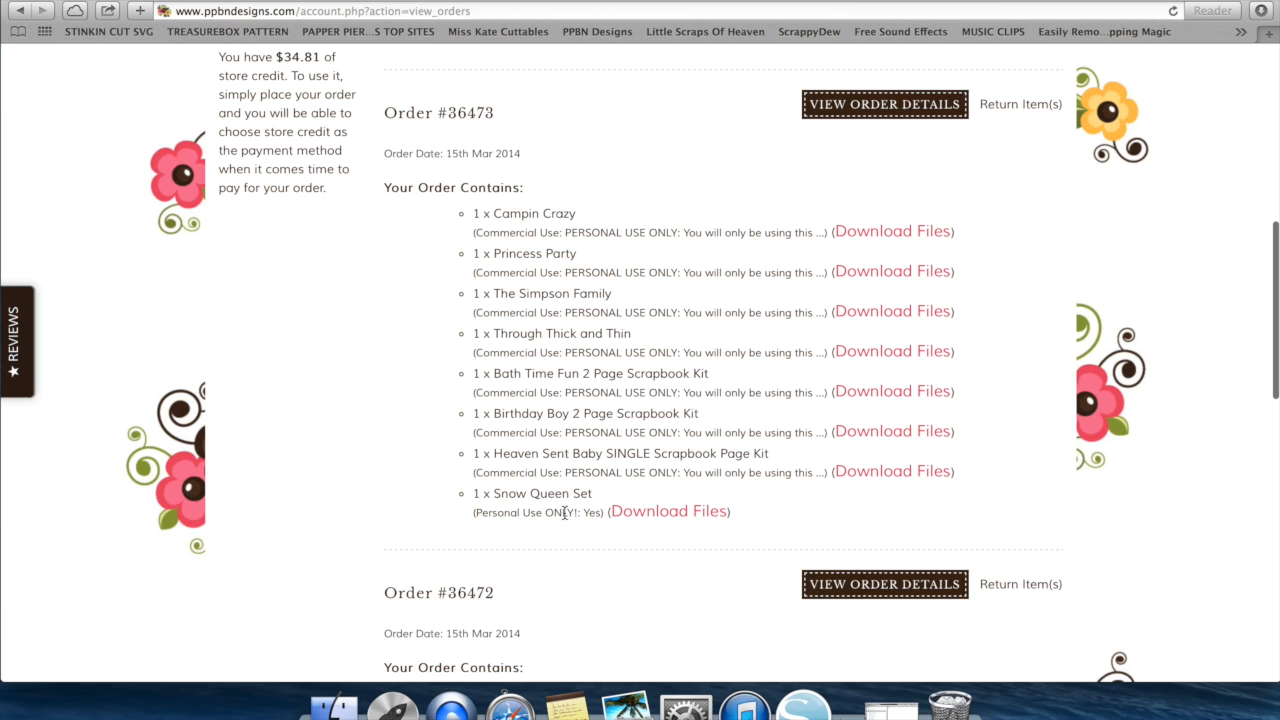 www.ppbndesigns.com/account.php?action=view_orders
Reader
STINKIN CUT SVG
TREASUREBOX PATTERN
PAPPER PIER...S TOP SITES
Miss Kate Cuttables
PPBN Designs
Little Scraps Of Heaven
ScrappyDew
Free Sound Effects
MUSIC CLIPS
Easily Remo...pping Magic
You have $34.81 of
store credit. To use it,
simply place your order
and you will be able to
choose store credit as
the payment method
when it comes time to
pay for your order.
★ REVIEWS
Order #36473
VIEW ORDER DETAILS
Return Item(s)
Order Date: 15th Mar 2014
Your Order Contains:
1 x Campin Crazy
(Commercial Use: PERSONAL USE ONLY: You will only be using this ...) (Download Files)
1 x Princess Party
(Commercial Use: PERSONAL USE ONLY: You will only be using this ...) (Download Files)
1 x The Simpson Family
(Commercial Use: PERSONAL USE ONLY: You will only be using this ...) (Download Files)
1 x Through Thick and Thin
(Commercial Use: PERSONAL USE ONLY: You will only be using this ...) (Download Files)
1 x Bath Time Fun 2 Page Scrapbook Kit
(Commercial Use: PERSONAL USE ONLY: You will only be using this ...) (Download Files)
1 x Birthday Boy 2 Page Scrapbook Kit
(Commercial Use: PERSONAL USE ONLY: You will only be using this ...) (Download Files)
1 x Heaven Sent Baby SINGLE Scrapbook Page Kit
(Commercial Use: PERSONAL USE ONLY: You will only be using this ...) (Download Files)
1 x Snow Queen Set
(Personal Use ONLY!: Yes) (Download Files)
Order #36472
VIEW ORDER DETAILS
Return Item(s)
Order Date: 15th Mar 2014
Your Order Contains: